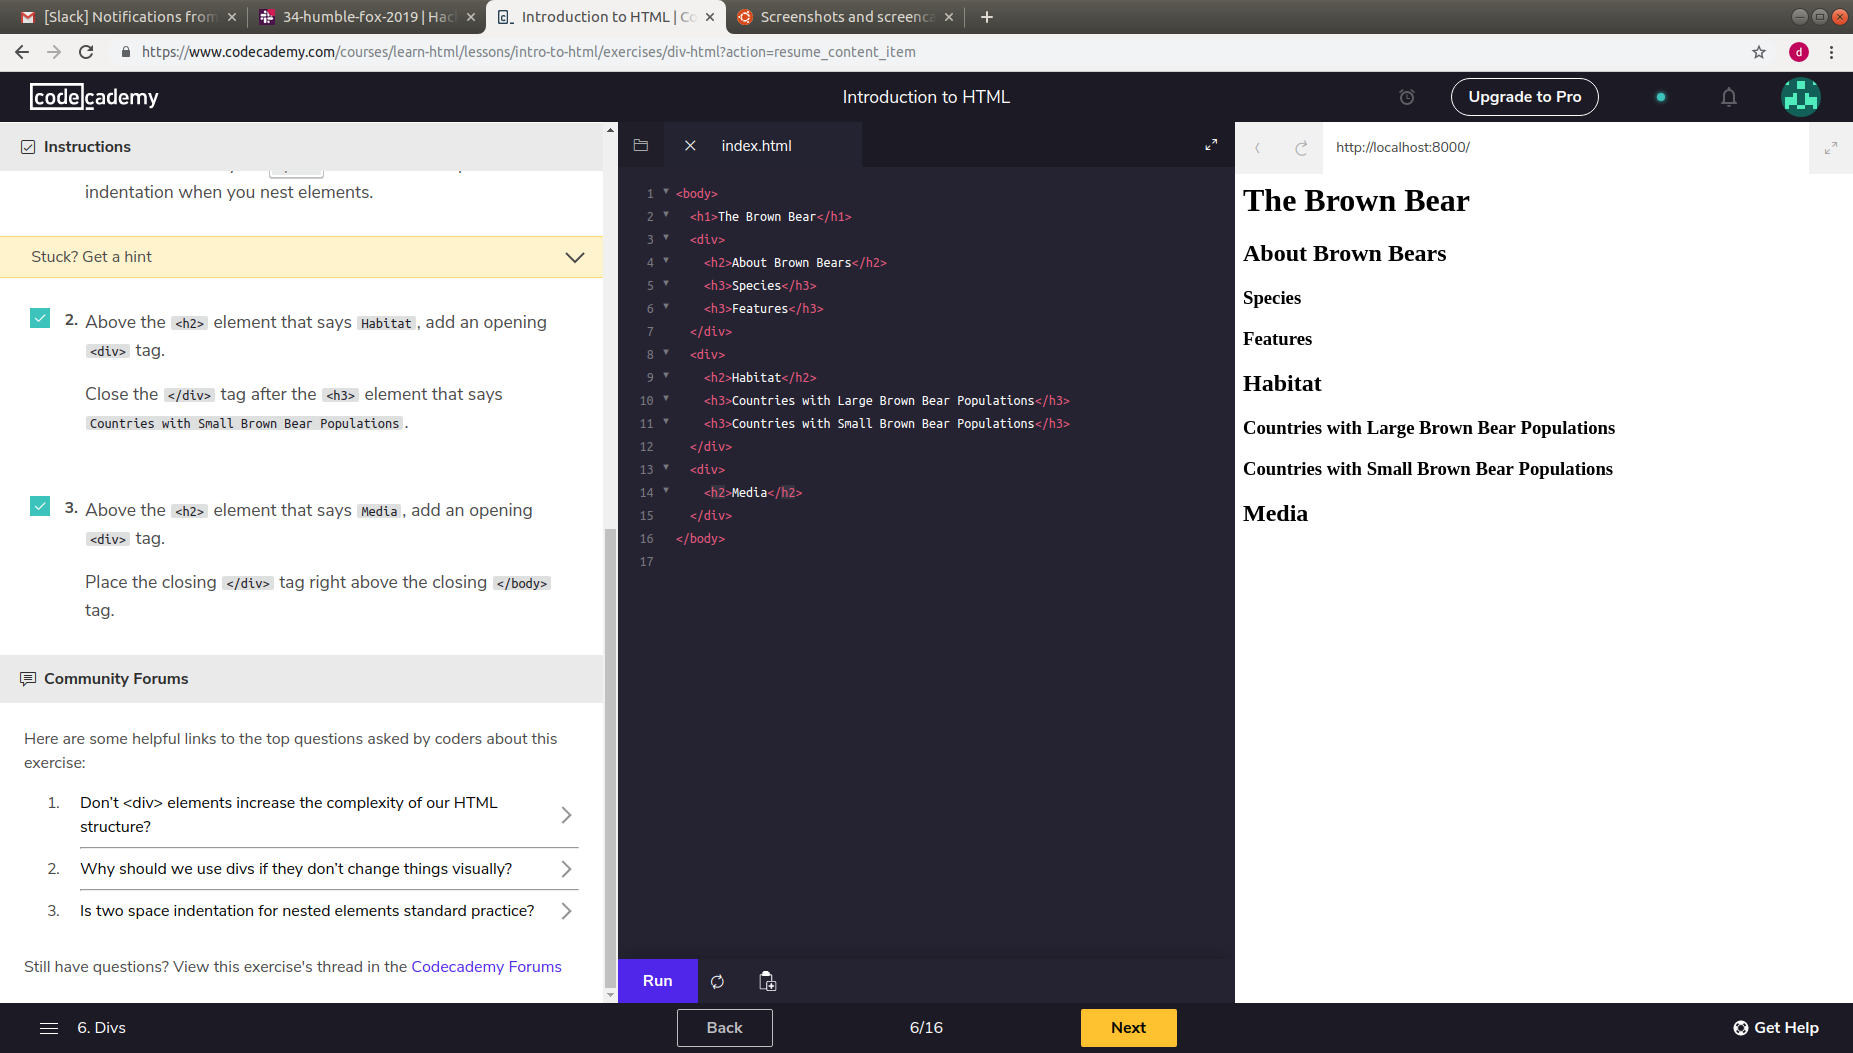 [Slack] Notifications from
34-humble-fox-2019 | Hac
Introduction to HTML | Co
Screenshots and screenca
https://www.codecademy.com/courses/learn-html/lessons/intro-to-html/exercises/div-html?action=resume_content_item
d
codecademy
Introduction to HTML
Upgrade to Pro
Instructions
indentation when you nest elements.
Stuck? Get a hint
2. Above the <h2> element that says Habitat, add an opening
<div> tag.
Close the </div> tag after the <h3> element that says
Countries with Small Brown Bear Populations.
3. Above the <h2> element that says Media, add an opening
<div> tag.
Place the closing </div> tag right above the closing </body>
tag.
Community Forums
Here are some helpful links to the top questions asked by coders about this
exercise:
1. Don't <div> elements increase the complexity of our HTML
structure?
2. Why should we use divs if they don't change things visually?
3. Is two space indentation for nested elements standard practice?
Still have questions? View this exercise's thread in the Codecademy Forums
index.html
1 <body>
2 <h1>The Brown Bear</h1>
3 <div>
4 <h2>About Brown Bears</h2>
5 <h3>Species</h3>
6 <h3>Features</h3>
7 </div>
8 <div>
9 <h2>Habitat</h2>
10 <h3>Countries with Large Brown Bear Populations</h3>
11 <h3>Countries with Small Brown Bear Populations</h3>
12 </div>
13 <div>
14 <h2>Media</h2>
15 </div>
16 </body>
17
Run
http://localhost:8000/
The Brown Bear
About Brown Bears
Species
Features
Habitat
Countries with Large Brown Bear Populations
Countries with Small Brown Bear Populations
Media
6. Divs
Back
6/16
Next
Get Help